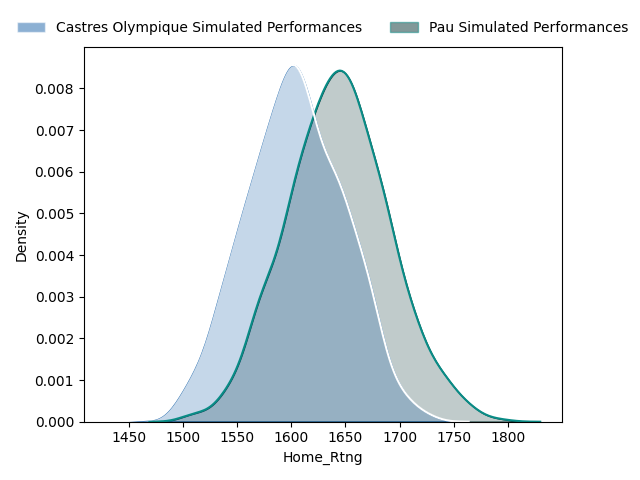 Castres Olympique Simulated Performances
Pau Simulated Performances
0.008
0.007
0.006
0.005
0.004
0.003
0.002
0.001
0.000
Density
1450 1500 1550 1600 1650 1700 1750 1800
Home_Rtng